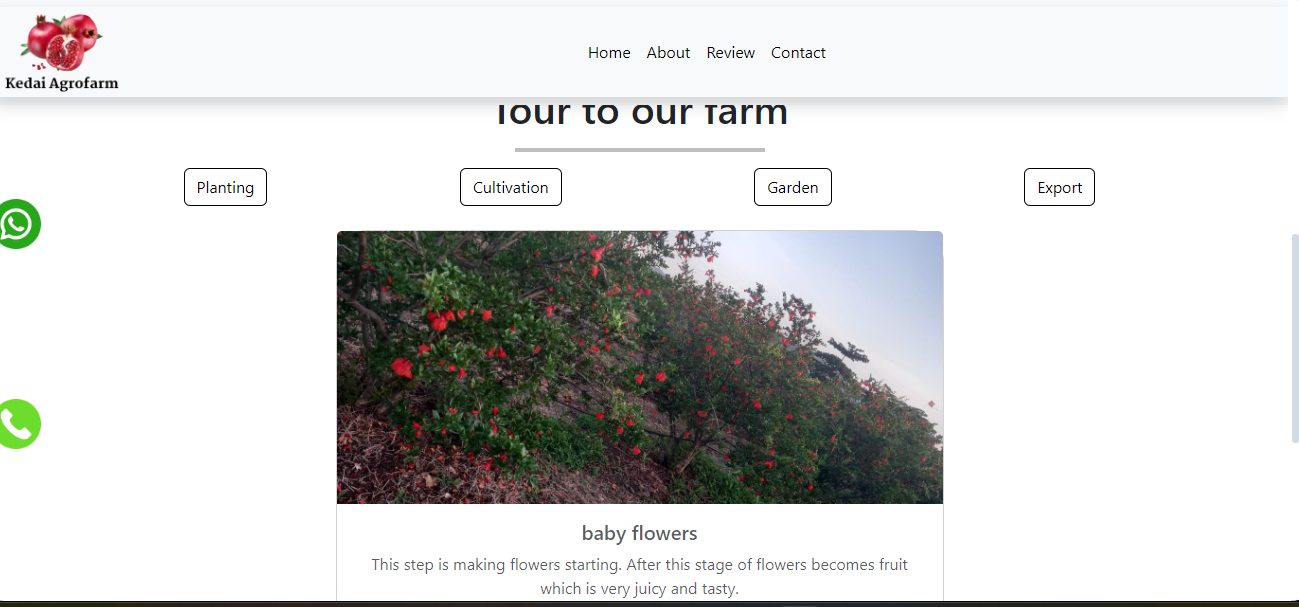 Kedai Agrofarm
Home About Review Contact
Tour to our farm
Planting Cultivation Garden Export
baby flowers
This step is making flowers starting. After this stage of flowers becomes fruit
which is very juicy and tasty.